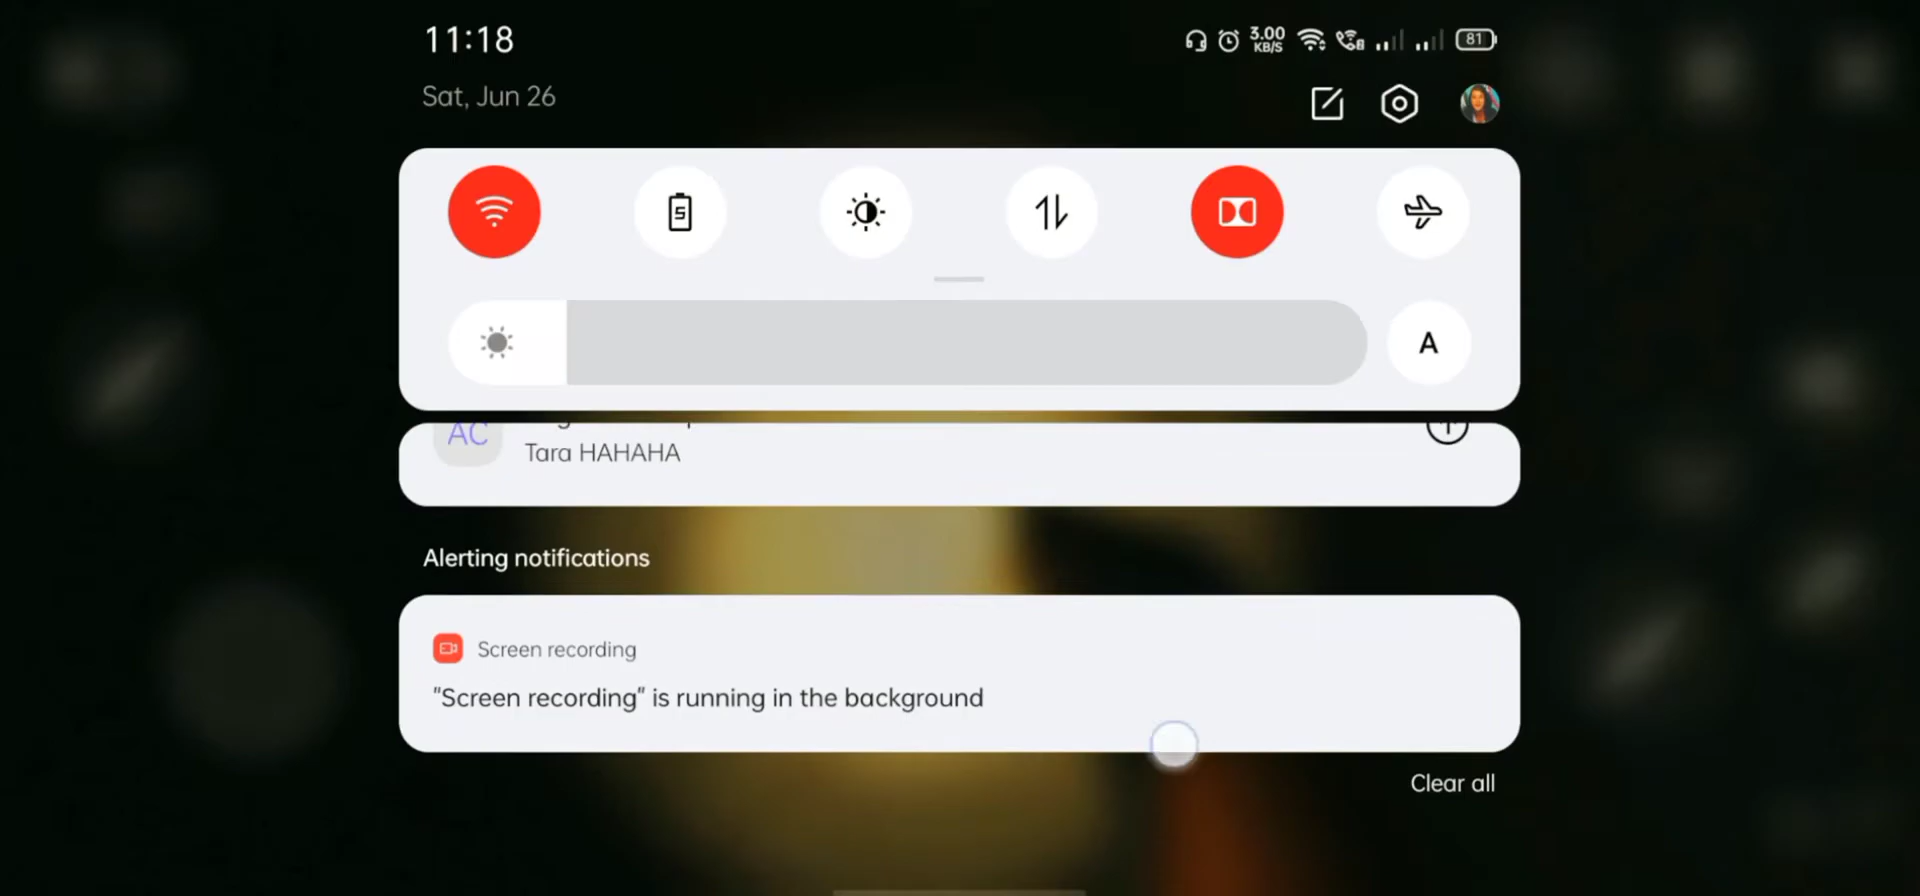 11:18
3.00
KB/S
81
Sat, Jun 26
A
AC
Tara HAHAHA
Alerting notifications
Screen recording
"Screen recording" is running in the background
Clear all